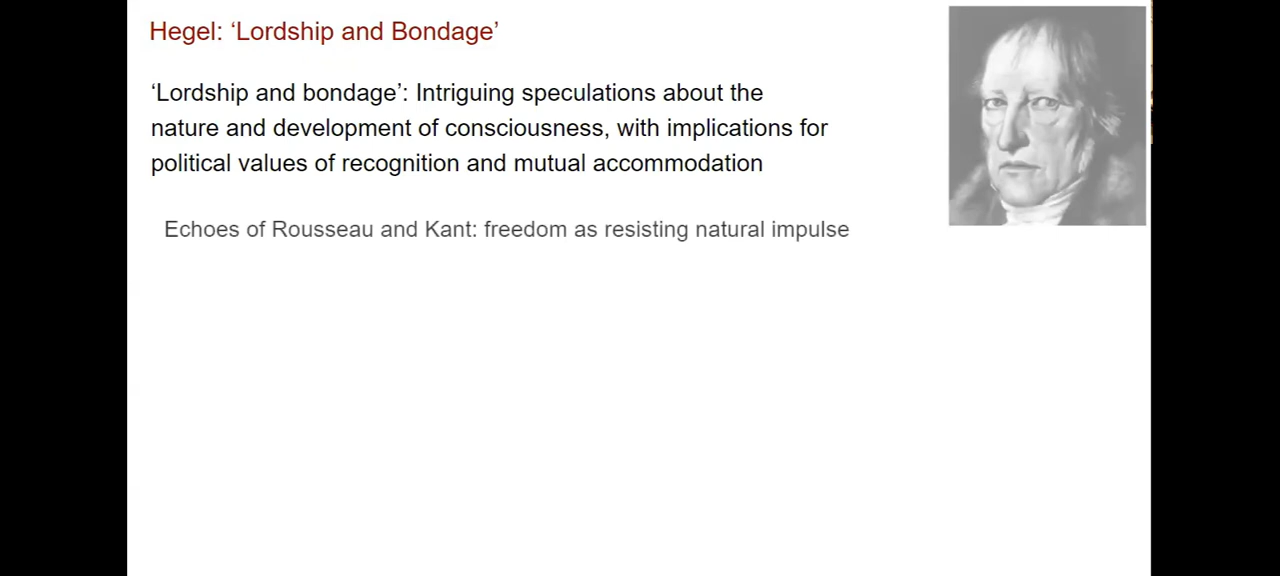 Hegel: ‘Lordship and Bondage’
‘Lordship and bondage’: Intriguing speculations about the
nature and development of consciousness, with implications for
political values of recognition and mutual accommodation
Echoes of Rousseau and Kant: freedom as resisting natural impulse